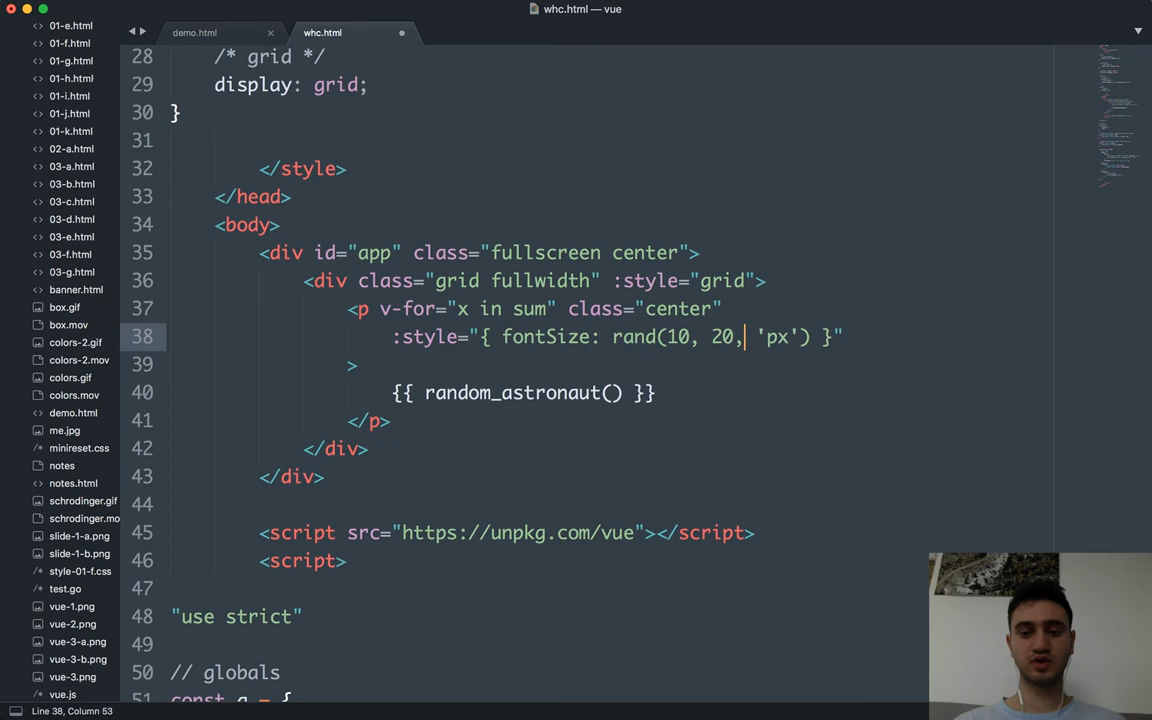 whc.html — vue
demo.html
whc.html
01-e.html
01-f.html
01-g.html
01-h.html
01-i.html
01-j.html
01-k.html
02-a.html
03-a.html
03-b.html
03-c.html
03-d.html
03-e.html
03-f.html
03-g.html
banner.html
box.gif
box.mov
colors-2.gif
colors-2.mov
colors.gif
colors.mov
demo.html
me.jpg
minireset.css
notes
notes.html
schrodinger.gif
schrodinger.mo
slide-1-a.png
slide-1-b.png
style-01-f.css
test.go
vue-1.png
vue-2.png
vue-3-a.png
vue-3-b.png
vue-3.png
vue.js
28 /* grid */
29 display: grid;
30 }
31
32 </style>
33 </head>
34 <body>
35 <div id="app" class="fullscreen center">
36 <div class="grid fullwidth" :style="grid">
37 <p v-for="x in sum" class="center"
38 :style="{ fontSize: rand(10, 20, 'px') }"
39 >
40 {{ random_astronaut() }}
41 </p>
42 </div>
43 </div>
44
45 <script src="https://unpkg.com/vue"></script>
46 <script>
47
48 "use strict"
49
50 // globals
51 const a = {
Line 38, Column 53